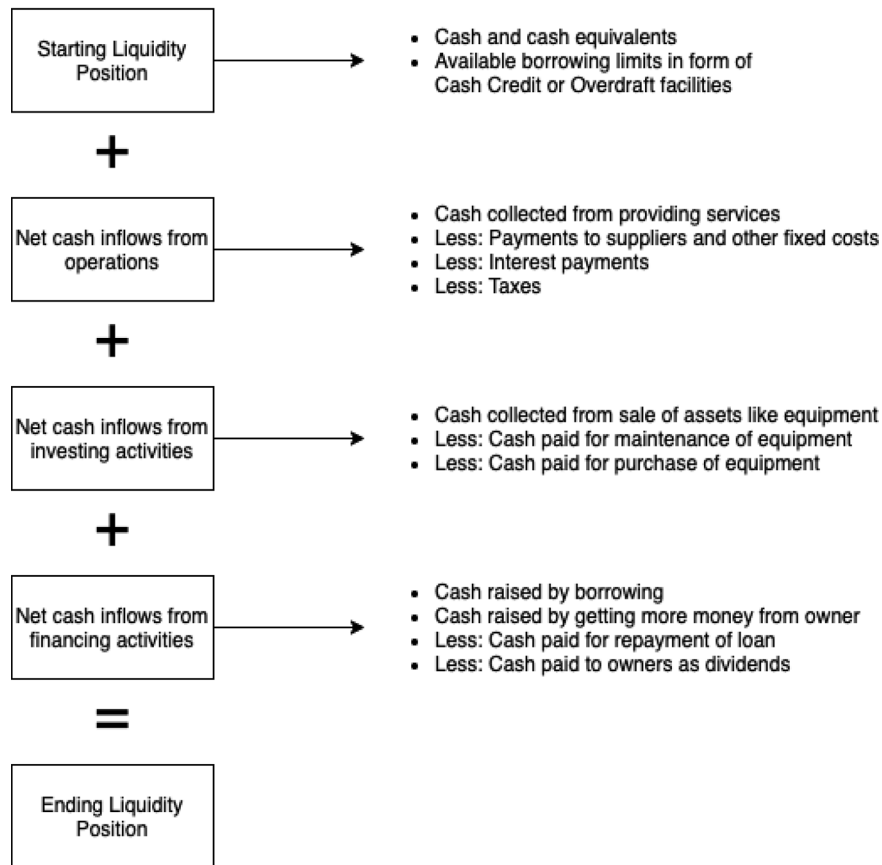 Starting Liquidity
Position
• Cash and cash equivalents
• Available borrowing limits in form of
Cash Credit or Overdraft facilities
+
Net cash inflows from
operations
• Cash collected from providing services
• Less: Payments to suppliers and other fixed costs
• Less: Interest payments
• Less: Taxes
+
Net cash inflows from
investing activities
• Cash collected from sale of assets like equipment
• Less: Cash paid for maintenance of equipment
• Less: Cash paid for purchase of equipment
+
Net cash inflows from
financing activities
• Cash raised by borrowing
• Cash raised by getting more money from owner
• Less: Cash paid for repayment of loan
• Less: Cash paid to owners as dividends
=
Ending Liquidity
Position